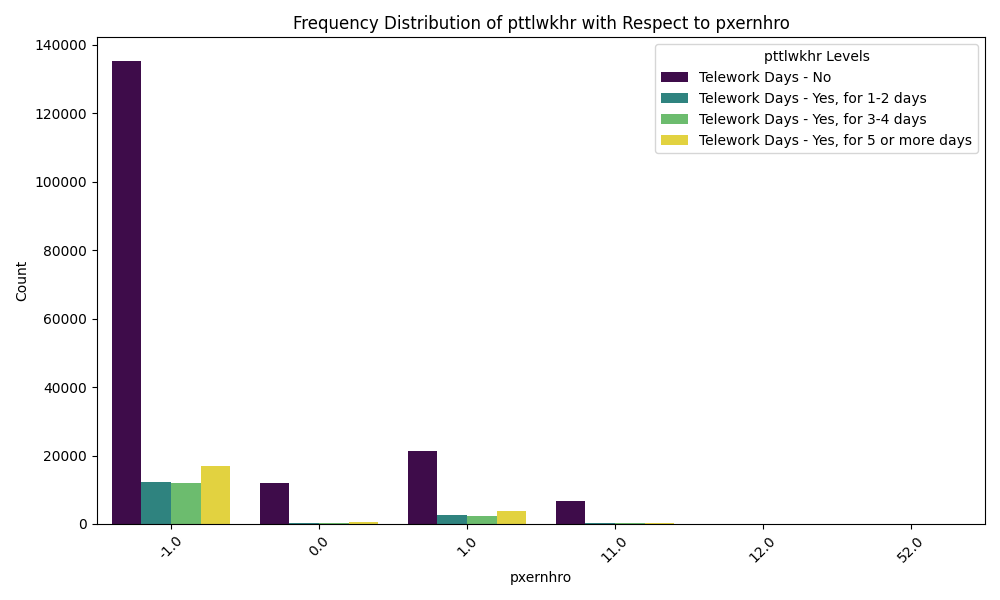 Frequency Distribution of pttlwkhr with Respect to pxernhro
140000
120000
100000
80000
60000
40000
20000
0
Count
pttlwkhr Levels
Telework Days - No
Telework Days - Yes, for 1-2 days
Telework Days - Yes, for 3-4 days
Telework Days - Yes, for 5 or more days
-1.0
0.0
1.0
11.0
12.0
52.0
pxernhro